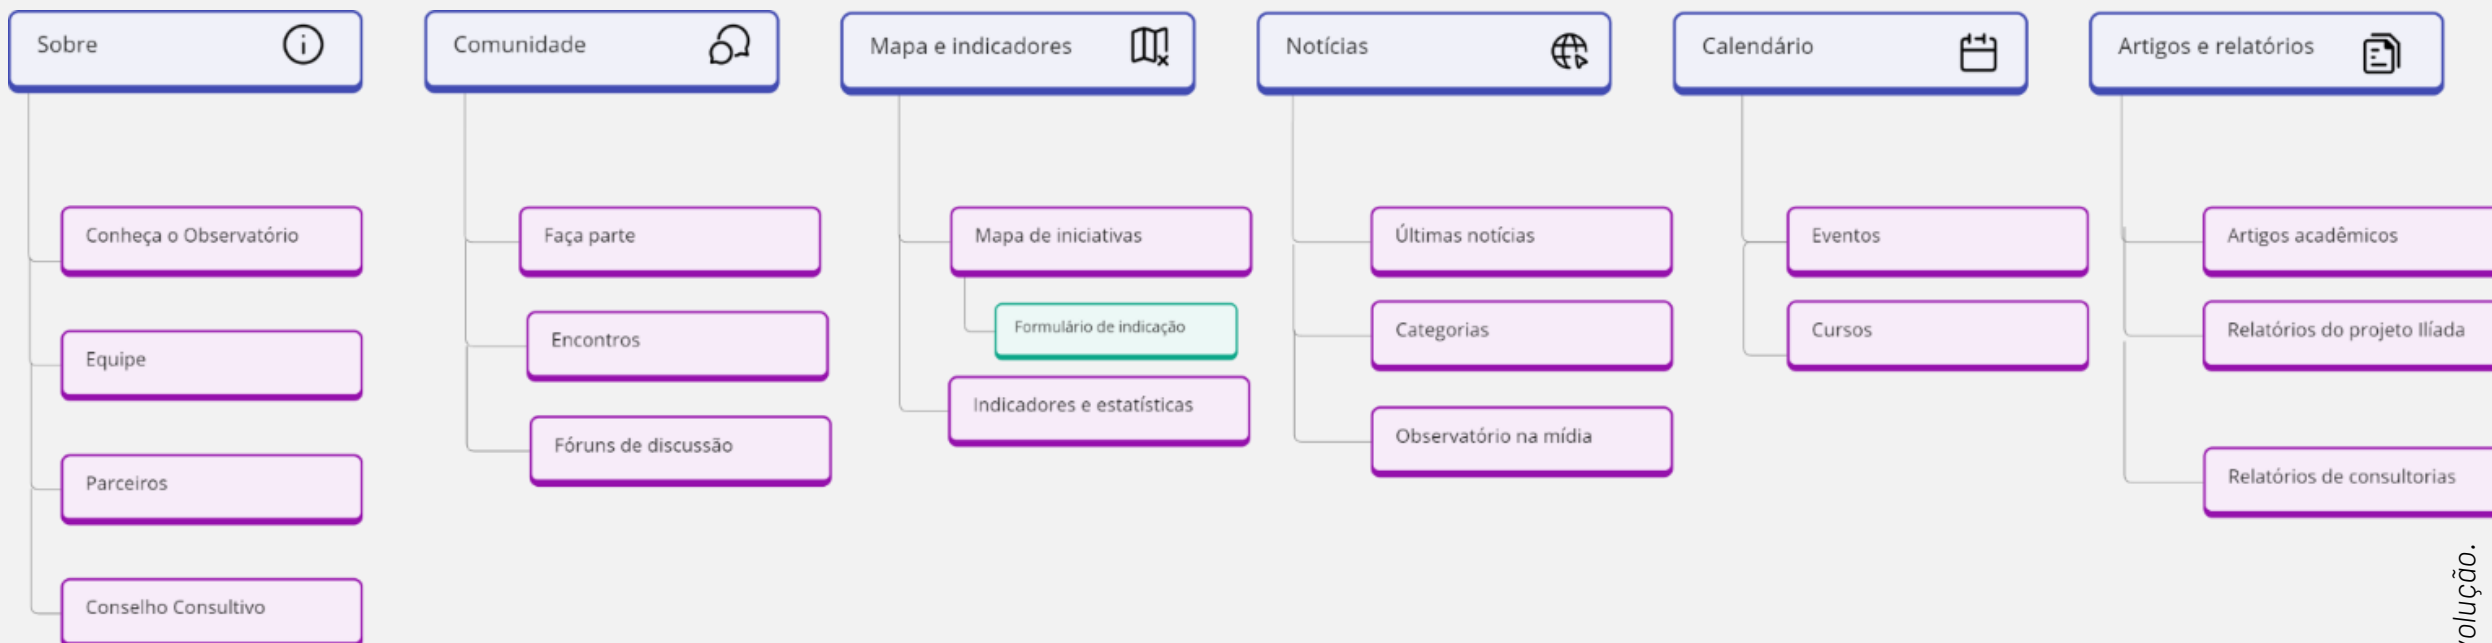 Sobre
Conheça o Observatório
Equipe
Parceiros
Conselho Consultivo
Comunidade
Faça parte
Encontros
Fóruns de discussão
Mapa e indicadores
Mapa de iniciativas
Formulário de indicação
Indicadores e estatísticas
Notícias
Últimas notícias
Categorias
Observatório na mídia
Calendário
Eventos
Cursos
Artigos e relatórios
Artigos acadêmicos
Relatórios do projeto Ilíada
Relatórios de consultorias